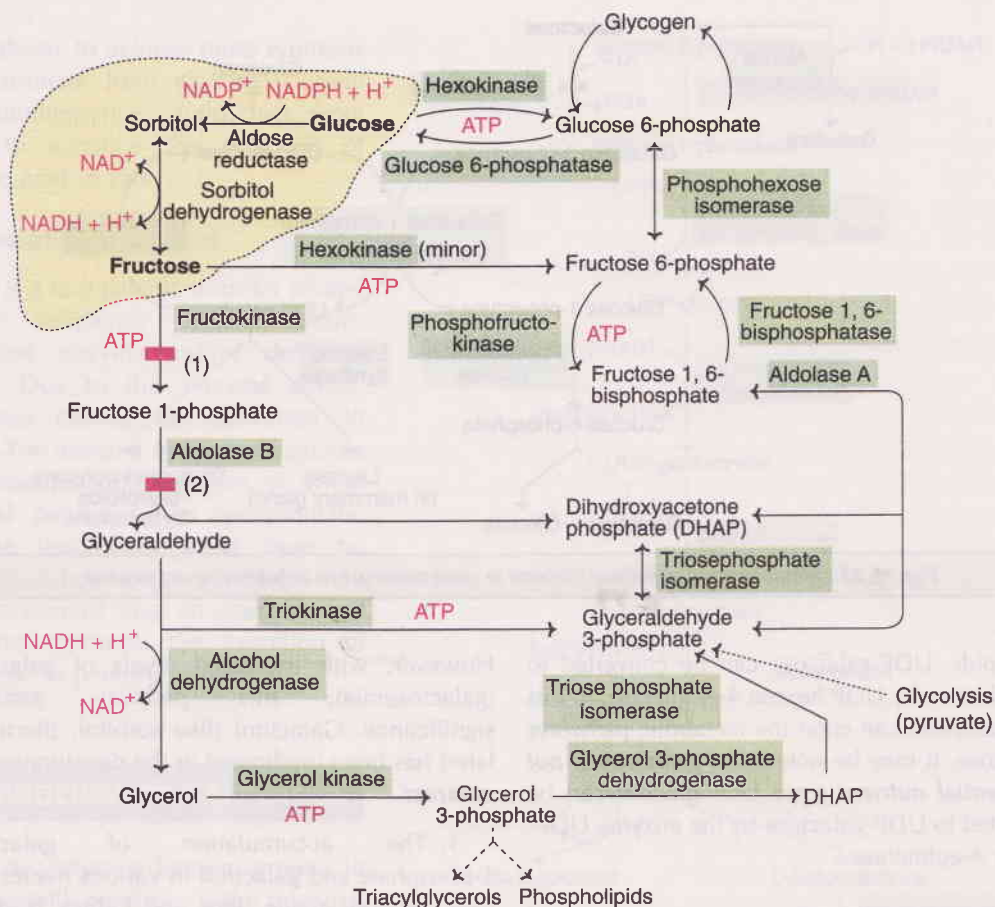 Glycogen
NADP⁺ NADPH + H⁺
Hexokinase
Sorbitol Glucose
ATP
Glucose 6-phosphate
Aldose
reductase
Glucose 6-phosphatase
NAD⁺
Sorbitol
dehydrogenase
Phosphohexose
isomerase
NADH + H⁺
Hexokinase (minor)
Fructose
Fructose 6-phosphate
ATP
Fructokinase
Phosphofructo-
kinase
ATP
Fructose 1, 6-
bisphosphatase
ATP
(1)
Fructose 1, 6-
bisphosphate
Aldolase A
Fructose 1-phosphate
Aldolase B
(2)
Dihydroxyacetone
phosphate (DHAP)
Glyceraldehyde
Triosephosphate
isomerase
Triokinase
ATP
Glyceraldehyde
3-phosphate
NADH + H⁺
Alcohol
dehydrogenase
NAD⁺
Triose phosphate
isomerase
Glycolysis
(pyruvate)
Glycerol 3-phosphate
dehydrogenase
Glycerol kinase
Glycerol
ATP
Glycerol
3-phosphate
DHAP
Triacylglycerols Phospholipids